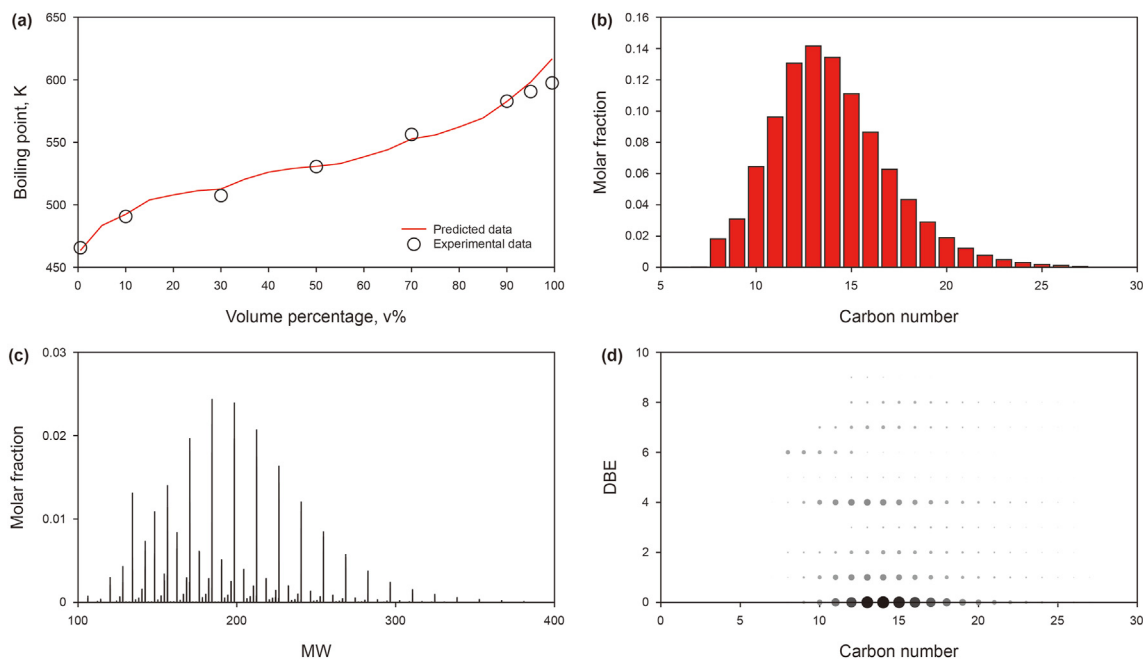 (a)
650
600
550
500
450
Boiling point, K
Predicted data
Experimental data
0 10 20 30 40 50 60 70 80 90 100
Volume percentage, v%
(b)
0.16
0.14
0.12
0.10
0.08
0.06
0.04
0.02
0
Molar fraction
5 10 15 20 25 30
Carbon number
(c)
0.03
0.02
0.01
0
Molar fraction
100 200 300 400
MW
(d)
10
8
6
4
2
0
DBE
0 5 10 15 20 25 30
Carbon number